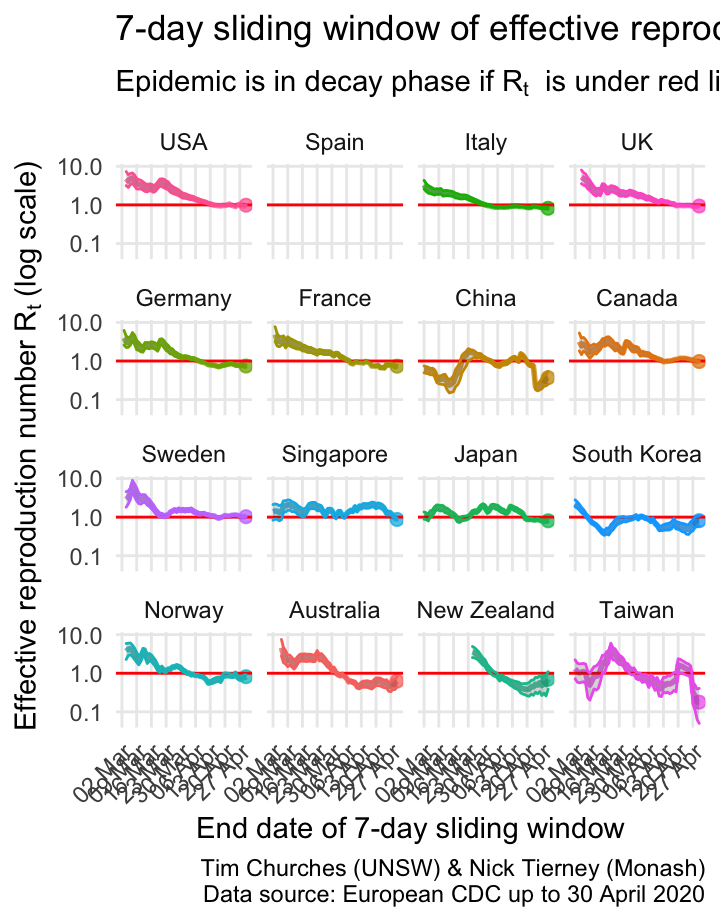 7-day sliding window of effective reprod
Epidemic is in decay phase if Rt is under red li
Effective reproduction number Rt (log scale)
USA Spain Italy UK
10.0
1.0
0.1
Germany France China Canada
10.0
1.0
0.1
Sweden Singapore Japan South Korea
10.0
1.0
0.1
Norway Australia New Zealand Taiwan
10.0
1.0
0.1
02 Mar 27 Apr 02 Mar 27 Apr 02 Mar 27 Apr 02 Mar 27 Apr
End date of 7-day sliding window
Tim Churches (UNSW) & Nick Tierney (Monash)
Data source: European CDC up to 30 April 2020